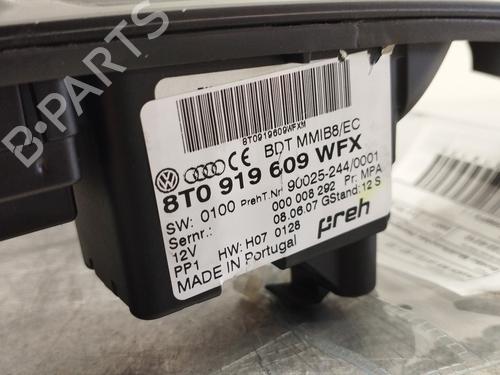 8T0919609WFXM
BDT MMIB8/EC
8T0 919 609 WFX
SW: 0100 PrehT.Nr. 90025-244/0001
Sernr.: 000 008 292 Pr: MPA
12V 08.06.07 GStand: 12 S
PP1 HW: H07 0128
MADE IN Portugal
preh
B-PARTS